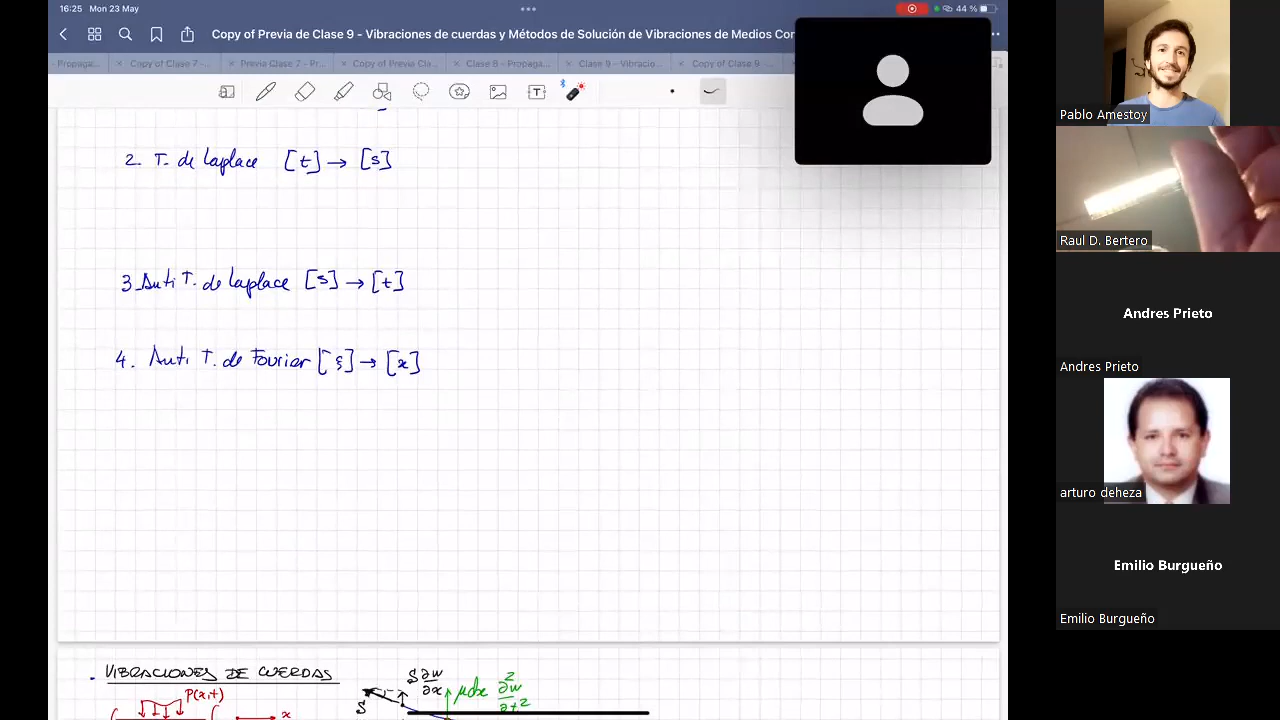 16:25 Mon 23 May
44 %
Copy of Previa de Clase 9 - Vibraciones de cuerdas y Métodos de Solución de Vibraciones de Medios Con
Propaga... Copy of Clase 7 -... Previa Clase 7 - Pr... Copy of Previa Cla... Clase 8 - Propaga... Clase 9 - Vibracio... Copy of Clase 9 -...
2. T. de Laplace [t] → [s]
3. Anti T. de Laplace [s] → [t]
4. Anti T. de Fourier [ξ] → [x]
VIBRACIONES DE CUERDAS
S ∂w/∂x
μdx ∂²w/∂t²
P(x,t)
x
S
Pablo Amestoy
Raul D. Bertero
Andres Prieto
Andres Prieto
arturo deheza
Emilio Burgueño
Emilio Burgueño